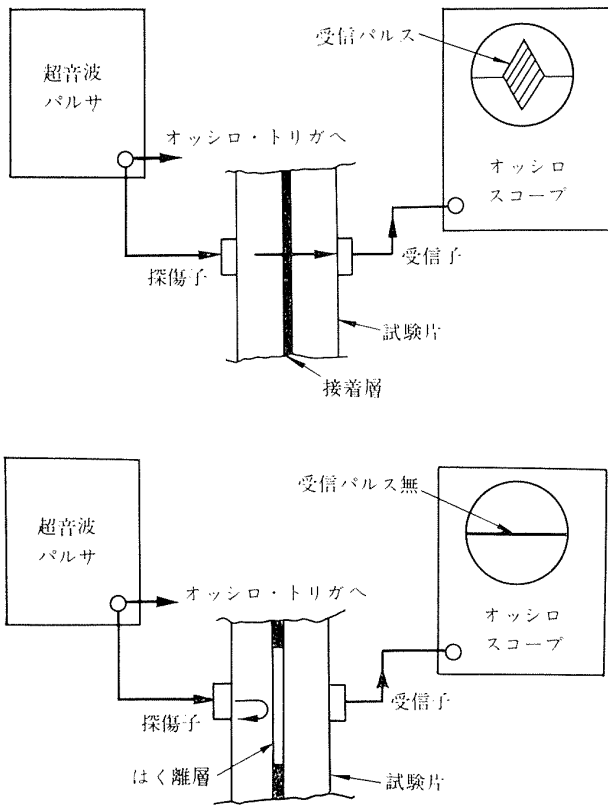 超音波
パルサ
オッシロ・トリガへ
探傷子
受信パルス
オッシロ
スコープ
受信子
試験片
接着層
超音波
パルサ
オッシロ・トリガへ
探傷子
はく離層
受信パルス無
オッシロ
スコープ
受信子
試験片